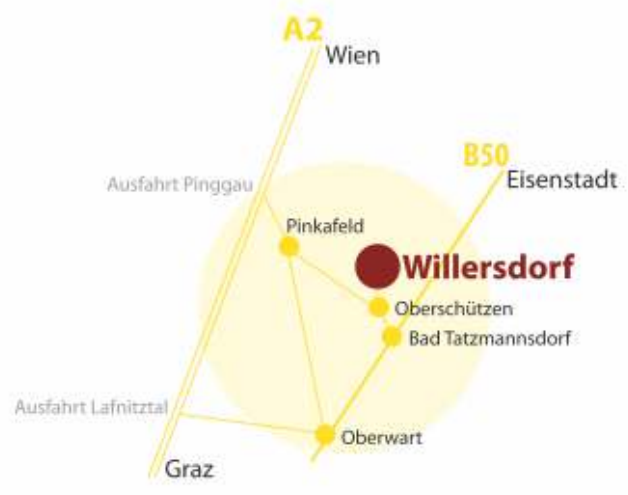 A2
Wien
B50
Eisenstadt
Ausfahrt Pinggau
Pinkafeld
Willersdorf
Oberschützen
Bad Tatzmannsdorf
Ausfahrt Lafnitztal
Oberwart
Graz